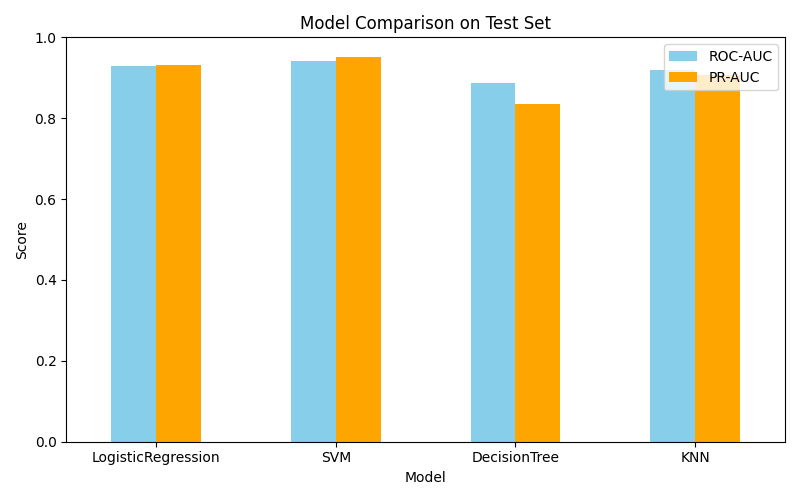 Model Comparison on Test Set
1.0
ROC-AUC
PR-AUC
0.8
0.6
Score
0.4
0.2
0.0
LogisticRegression SVM DecisionTree KNN
Model